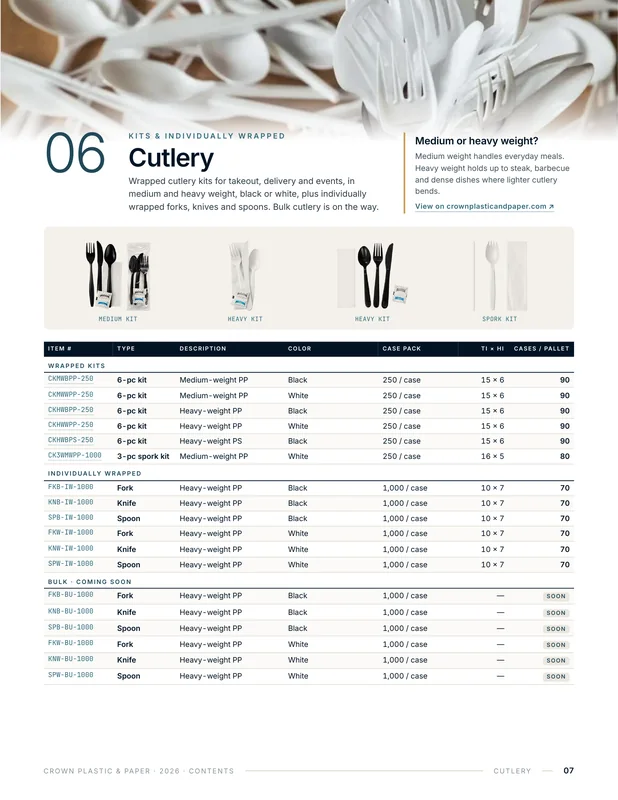 06
KITS & INDIVIDUALLY WRAPPED
Cutlery
Wrapped cutlery kits for takeout, delivery and events, in
medium and heavy weight, black or white, plus individually
wrapped forks, knives and spoons. Bulk cutlery is on the way.
Medium or heavy weight?
Medium weight handles everyday meals.
Heavy weight holds up to steak, barbecue
and dense dishes where lighter cutlery
bends.
View on crownplasticandpaper.com ↗
MEDIUM KIT
HEAVY KIT
HEAVY KIT
SPORK KIT
ITEM # TYPE DESCRIPTION COLOR CASE PACK TI × HI CASES / PALLET
WRAPPED KITS
CKMWBPP-250 6-pc kit Medium-weight PP Black 250 / case 15 × 6 90
CKMWWPP-250 6-pc kit Medium-weight PP White 250 / case 15 × 6 90
CKHWBPP-250 6-pc kit Heavy-weight PP Black 250 / case 15 × 6 90
CKHWWPP-250 6-pc kit Heavy-weight PP White 250 / case 15 × 6 90
CKHWBPS-250 6-pc kit Heavy-weight PS Black 250 / case 15 × 6 90
CK3WMWPP-1000 3-pc spork kit Medium-weight PP White 250 / case 16 × 5 80
INDIVIDUALLY WRAPPED
FKB-IW-1000 Fork Heavy-weight PP Black 1,000 / case 10 × 7 70
KNB-IW-1000 Knife Heavy-weight PP Black 1,000 / case 10 × 7 70
SPB-IW-1000 Spoon Heavy-weight PP Black 1,000 / case 10 × 7 70
FKW-IW-1000 Fork Heavy-weight PP White 1,000 / case 10 × 7 70
KNW-IW-1000 Knife Heavy-weight PP White 1,000 / case 10 × 7 70
SPW-IW-1000 Spoon Heavy-weight PP White 1,000 / case 10 × 7 70
BULK · COMING SOON
FKB-BU-1000 Fork Heavy-weight PP Black 1,000 / case — SOON
KNB-BU-1000 Knife Heavy-weight PP Black 1,000 / case — SOON
SPB-BU-1000 Spoon Heavy-weight PP Black 1,000 / case — SOON
FKW-BU-1000 Fork Heavy-weight PP White 1,000 / case — SOON
KNW-BU-1000 Knife Heavy-weight PP White 1,000 / case — SOON
SPW-BU-1000 Spoon Heavy-weight PP White 1,000 / case — SOON
CROWN PLASTIC & PAPER · 2026 · CONTENTS CUTLERY — 07